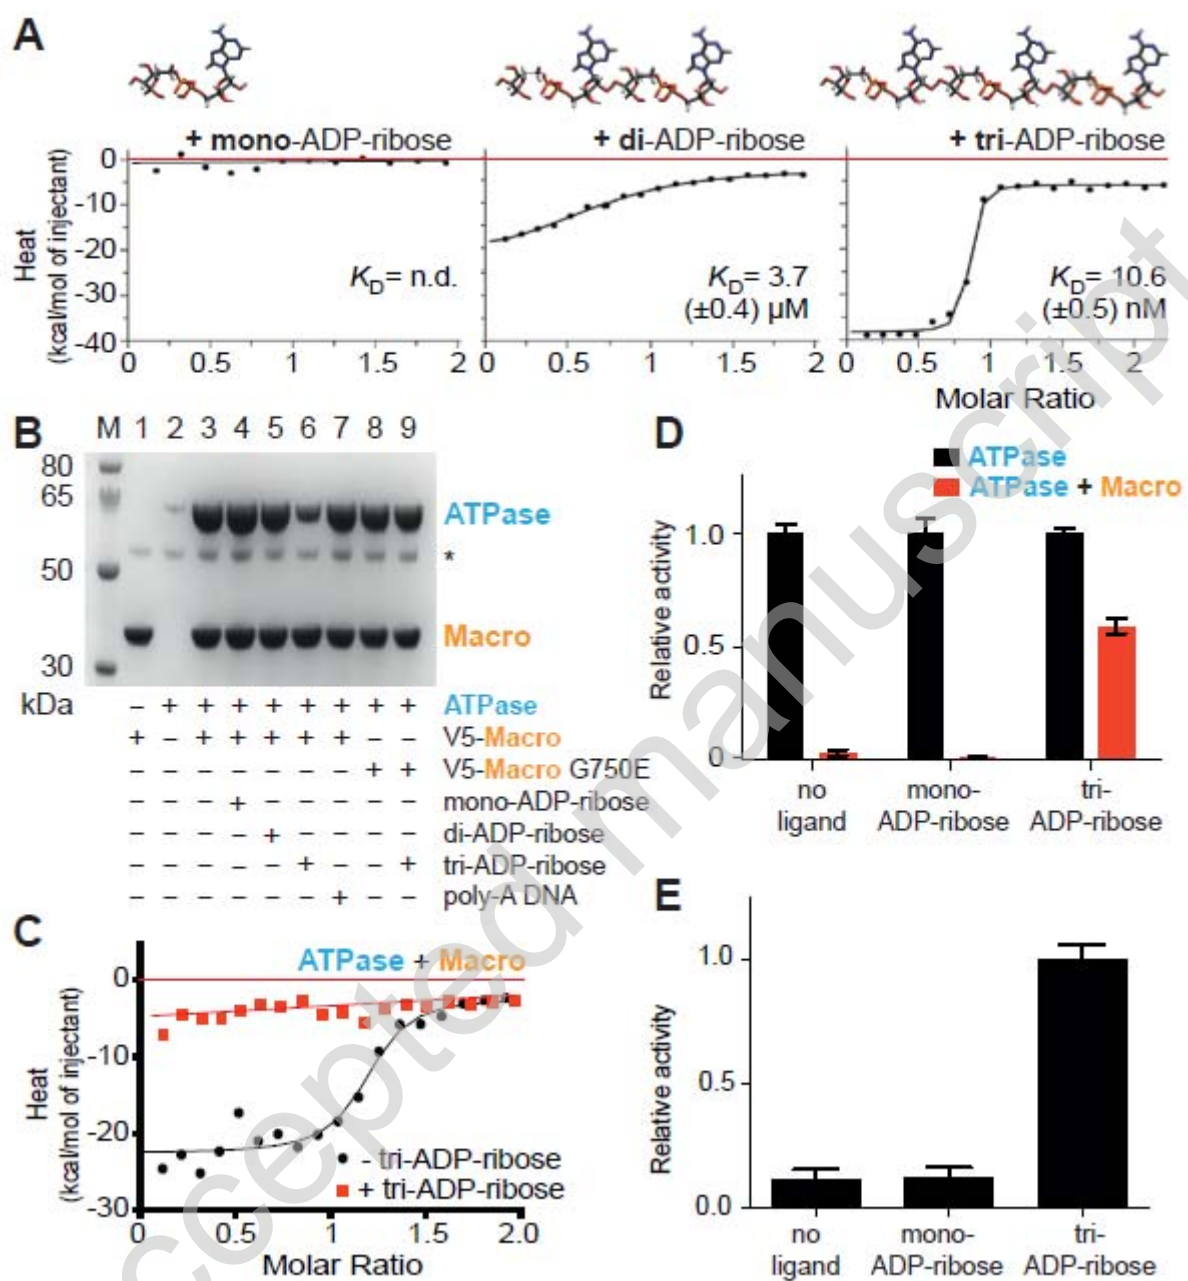 A
+ mono-ADP-ribose
+ di-ADP-ribose
+ tri-ADP-ribose
Heat
(kcal/mol of injectant)
0
-10
-20
-30
-40
K_D= n.d.
K_D= 3.7
(±0.4) µM
K_D= 10.6
(±0.5) nM
0 0.5 1 1.5 2
0 0.5 1 1.5 2
0 0.5 1 1.5 2
Molar Ratio
B
M 1 2 3 4 5 6 7 8 9
80
65
50
30
kDa
ATPase
*
Macro
– + + + + + + + + ATPase
+ – + + + + + – – V5-Macro
– – – – – – – + + V5-Macro G750E
– – – + – – – – – mono-ADP-ribose
– – – – + – – – – di-ADP-ribose
– – – – – + – – + tri-ADP-ribose
– – – – – – + – – poly-A DNA
C
ATPase + Macro
Heat
(kcal/mol of injectant)
0
-10
-20
-30
- tri-ADP-ribose
+ tri-ADP-ribose
0 0.5 1 1.5 2.0
Molar Ratio
D
ATPase
ATPase + Macro
Relative activity
1.0
0.5
0
no
ligand
mono-
ADP-ribose
tri-
ADP-ribose
E
Relative activity
1.0
0.5
0.0
no
ligand
mono-
ADP-ribose
tri-
ADP-ribose
ccepted manuscript